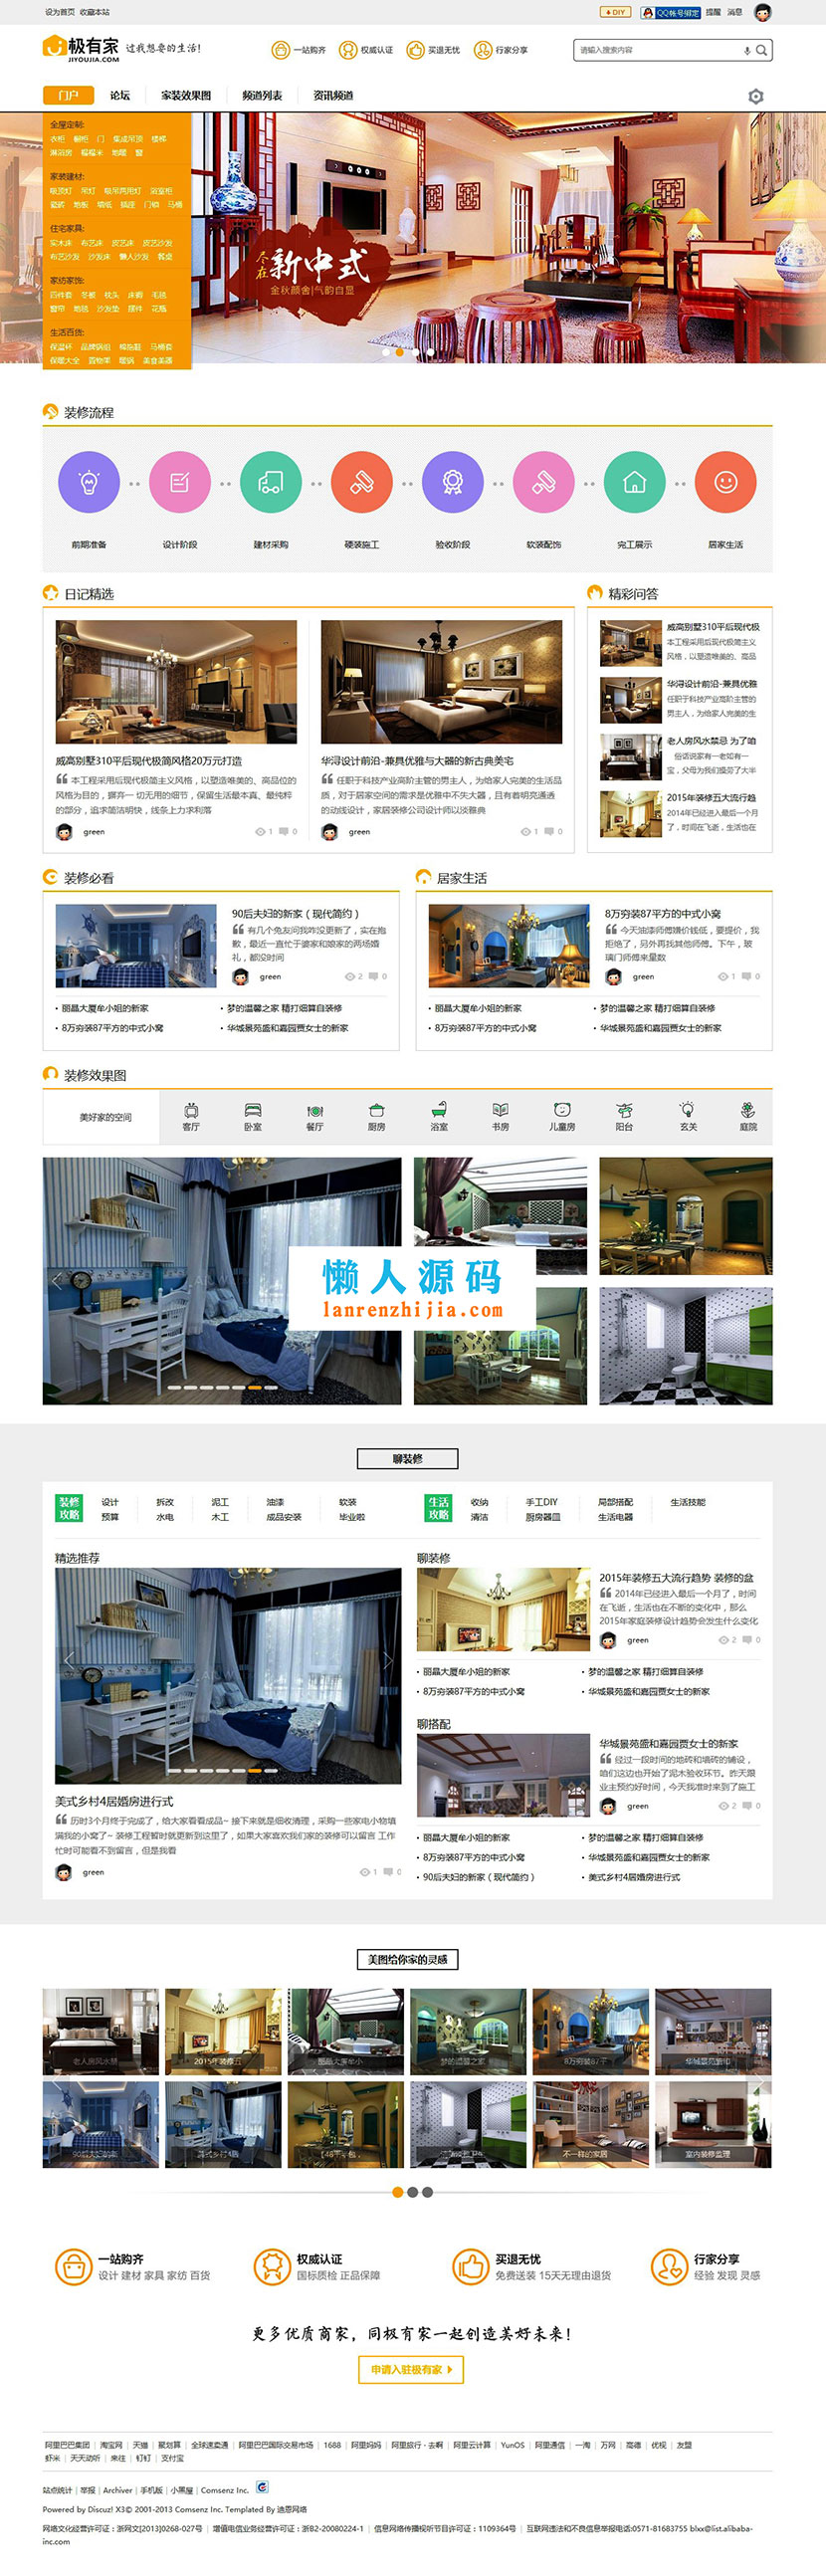 设为首页 收藏本站
DIY QQ帐号绑定 提醒 消息
极有家 过我想要的生活!
JIYOUJIA.COM
一站购齐 权威认证 买退无忧 行家分享
请输入搜索内容
门户 论坛 家装效果图 频道列表 资讯频道
全屋定制:
衣柜 橱柜 门 集成吊顶 楼梯
淋浴房 榻榻米 地暖 窗
家装建材:
吸顶灯 吊灯 吸吊两用灯 浴室柜
瓷砖 地板 墙纸 插座 门锁 马桶
住宅家具:
实木床 布艺床 皮艺床 皮艺沙发
布艺沙发 沙发床 懒人沙发 餐桌
家纺家饰:
四件套 冬被 枕头 床褥 毛毯
窗帘 地毯 沙发垫 摆件 花瓶
生活百货:
保温杯 品牌锅组 棉拖鞋 马桶套
保暖大全 置物架 暖锅 美食美器
尽在新中式
金秋颜舍|气韵自显
装修流程
前期准备 设计阶段 建材采购 硬装施工 验收阶段 软装配饰 完工展示 居家生活
日记精选
威高别墅310平后现代极简风格20万元打造
本工程采用后现代极简主义风格，以塑造唯美的、高品位的
风格为目的，摒弃一 切无用的细节，保留生活最本真、最纯粹
的部分，追求简洁明快，线条上力求利落
green 1 0
华浔设计前沿-兼具优雅与大器的新古典美宅
任职于科技产业高阶主管的男主人，为给家人完美的生活品
质，对于居家空间的需求是优雅中不失大器，且有着明亮通透
的动线设计，家居装修公司设计师以淡雅典
green 1 0
精彩问答
威高别墅310平后现代极
本工程采用后现代极简主义
风格，以塑造唯美的、高品
华浔设计前沿-兼具优雅
任职于科技产业高阶主管的
男主人，为给家人完美的生
老人房风水禁忌 为了咱
俗话说家有一老如有一
宝，父母为我们操劳了大半
2015年装修五大流行趋
2014年已经进入最后一个月
了，时间在飞逝，生活也在
装修必看
90后夫妇的新家（现代简约）
有几个兔友问我咋没更新了，实在抱
歉，最近一直忙于婆家和娘家的两场婚
礼，都没时间
green 2 0
丽晶大厦牟小姐的新家 梦的温馨之家 精打细算自装修
8万穷装87平方的中式小窝 华城景苑盛和嘉园贾女士的新家
居家生活
8万穷装87平方的中式小窝
今天油漆师傅嫌价钱低，要提价，我
拒绝了，另外再找其他师傅。下午，玻
璃门师傅来量数
green 1 0
丽晶大厦牟小姐的新家 梦的温馨之家 精打细算自装修
8万穷装87平方的中式小窝 华城景苑盛和嘉园贾女士的新家
装修效果图
美好家的空间 客厅 卧室 餐厅 厨房 浴室 书房 儿童房 阳台 玄关 庭院
懒人源码
lanrenzhijia.com
聊装修
装修攻略 设计 拆改 泥工 油漆 软装
预算 水电 木工 成品安装 毕业啦
生活攻略 收纳 手工DIY 局部搭配 生活技能
清洁 厨房器皿 生活电器
精选推荐
美式乡村4居婚房进行式
历时3个月终于完成了，给大家看看成品~ 接下来就是细收清理，采购一些家电小物填
满我的小窝了~ 装修工程暂时就更新到这里了，如果大家喜欢我们家的装修可以留言 工作
忙时可能看不到留言，但是我看
green 1 0
聊装修
2015年装修五大流行趋势 装修的盆
2014年已经进入最后一个月了，时间
在飞逝，生活也在不断的变化中，那么
2015年家庭装修设计趋势会发生什么变化
green 2 0
丽晶大厦牟小姐的新家 梦的温馨之家 精打细算自装修
8万穷装87平方的中式小窝 华城景苑盛和嘉园贾女士的新家
聊搭配
华城景苑盛和嘉园贾女士的新家
经过一段时间的地砖和墙砖的铺设，
咱们这边也开始了泥木验收环节。昨天跟
业主预约好时间，今天我准时来到了施工
green 2 0
丽晶大厦牟小姐的新家 梦的温馨之家 精打细算自装修
8万穷装87平方的中式小窝 华城景苑盛和嘉园贾女士的新家
90后夫妇的新家（现代简约） 美式乡村4居婚房进行式
美图给你家的灵感
老人房风水禁 2015年装修五 丽晶大厦牟小 梦的温馨之家 8万穷装87平 华城景苑盛和
90后夫妇的新 美式乡村4居 不一样的家居 室内装修监理
一站购齐
设计 建材 家具 家纺 百货
权威认证
国标质检 正品保障
买退无忧
免费送装 15天无理由退货
行家分享
经验 发现 灵感
更多优质商家，同极有家一起创造美好未来!
申请入驻极有家
阿里巴巴集团 | 淘宝网 | 天猫 | 聚划算 | 全球速卖通 | 阿里巴巴国际交易市场 | 1688 | 阿里妈妈 | 阿里旅行·去啊 | 阿里云计算 | YunOS | 阿里通信 | 一淘 | 万网 | 高德 | 优视 | 友盟
虾米 | 天天动听 | 来往 | 钉钉 | 支付宝
站点统计 | 举报 | Archiver | 手机版 | 小黑屋 | Comsenz Inc.
Powered by Discuz! X3© 2001-2013 Comsenz Inc. Templated By 迪恩网络
网络文化经营许可证：浙网文[2013]0268-027号 | 增值电信业务经营许可证：浙B2-20080224-1 | 信息网络传播视听节目许可证：1109364号 | 互联网违法和不良信息举报电话:0571-81683755 blxx@list.alibaba-
inc.com